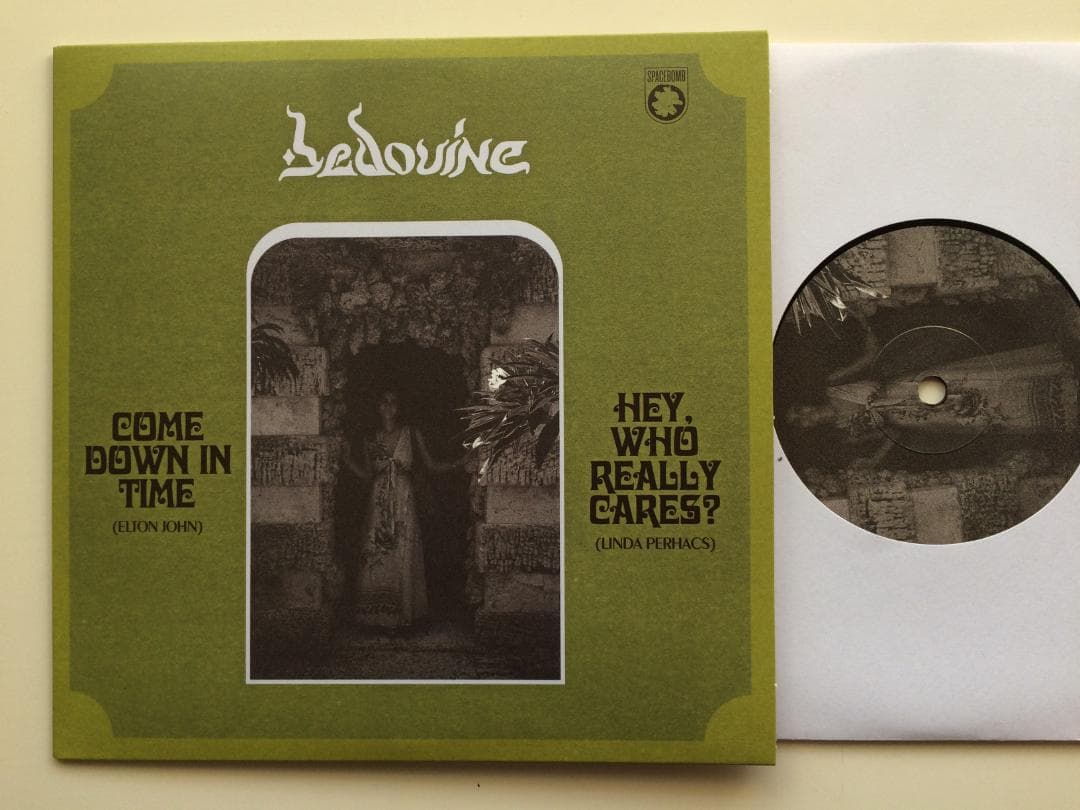 SPACEBOMB
Bedouine
COME
DOWN IN
TIME
(ELTON JOHN)
HEY,
WHO
REALLY
CARES?
(LINDA PERHACS)